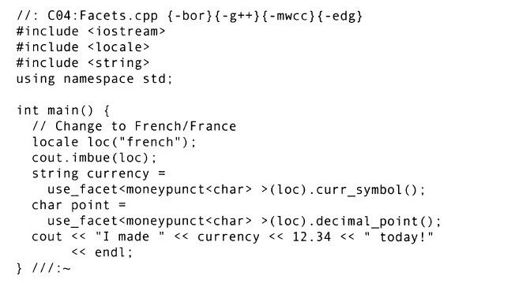 //: C04:Facets.cpp {-bor}{-g++}{-mwcc}{-edg}
#include <iostream>
#include <locale>
#include <string>
using namespace std;

int main() {
  // Change to French/France
  locale loc("french");
  cout.imbue(loc);
  string currency =
    use_facet<moneypunct<char> >(loc).curr_symbol();
  char point =
    use_facet<moneypunct<char> >(loc).decimal_point();
  cout << "I made " << currency << 12.34 << " today!"
       << endl;
} ///:~